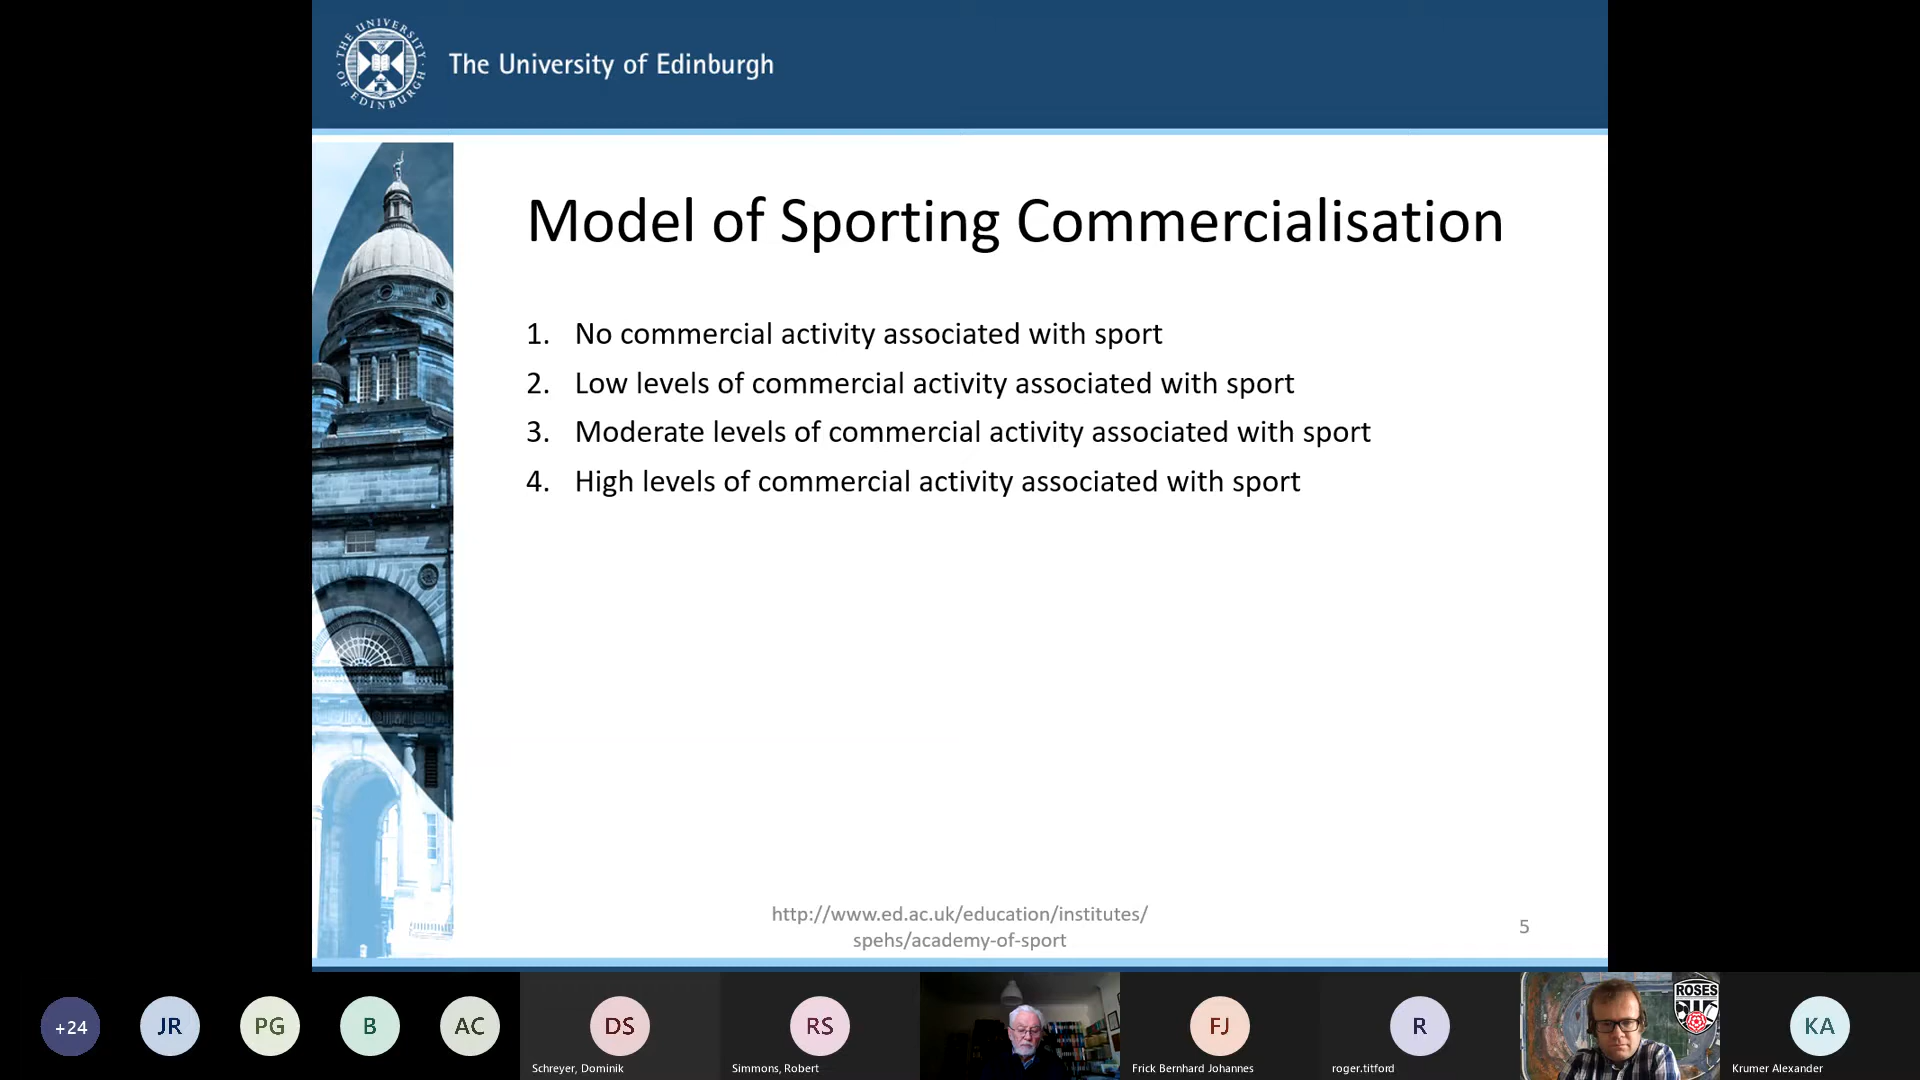 THE UNIVERSITY OF EDINBURGH
The University of Edinburgh
Model of Sporting Commercialisation
1. No commercial activity associated with sport
2. Low levels of commercial activity associated with sport
3. Moderate levels of commercial activity associated with sport
4. High levels of commercial activity associated with sport
http://www.ed.ac.uk/education/institutes/
spehs/academy-of-sport
5
+24
JR
PG
B
AC
DS
Schreyer, Dominik
RS
Simmons, Robert
FJ
Frick Bernhard Johannes
R
roger.titford
ROSES
KA
Krumer Alexander